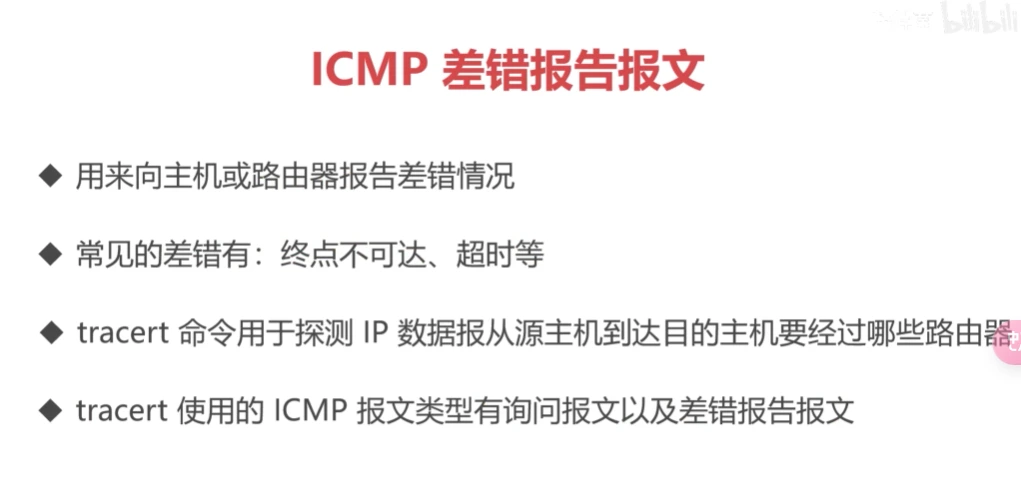 bilibili
ICMP 差错报告报文
◆ 用来向主机或路由器报告差错情况
◆ 常见的差错有：终点不可达、超时等
◆ tracert 命令用于探测 IP 数据报从源主机到达目的主机要经过哪些路由器
◆ tracert 使用的 ICMP 报文类型有询问报文以及差错报告报文